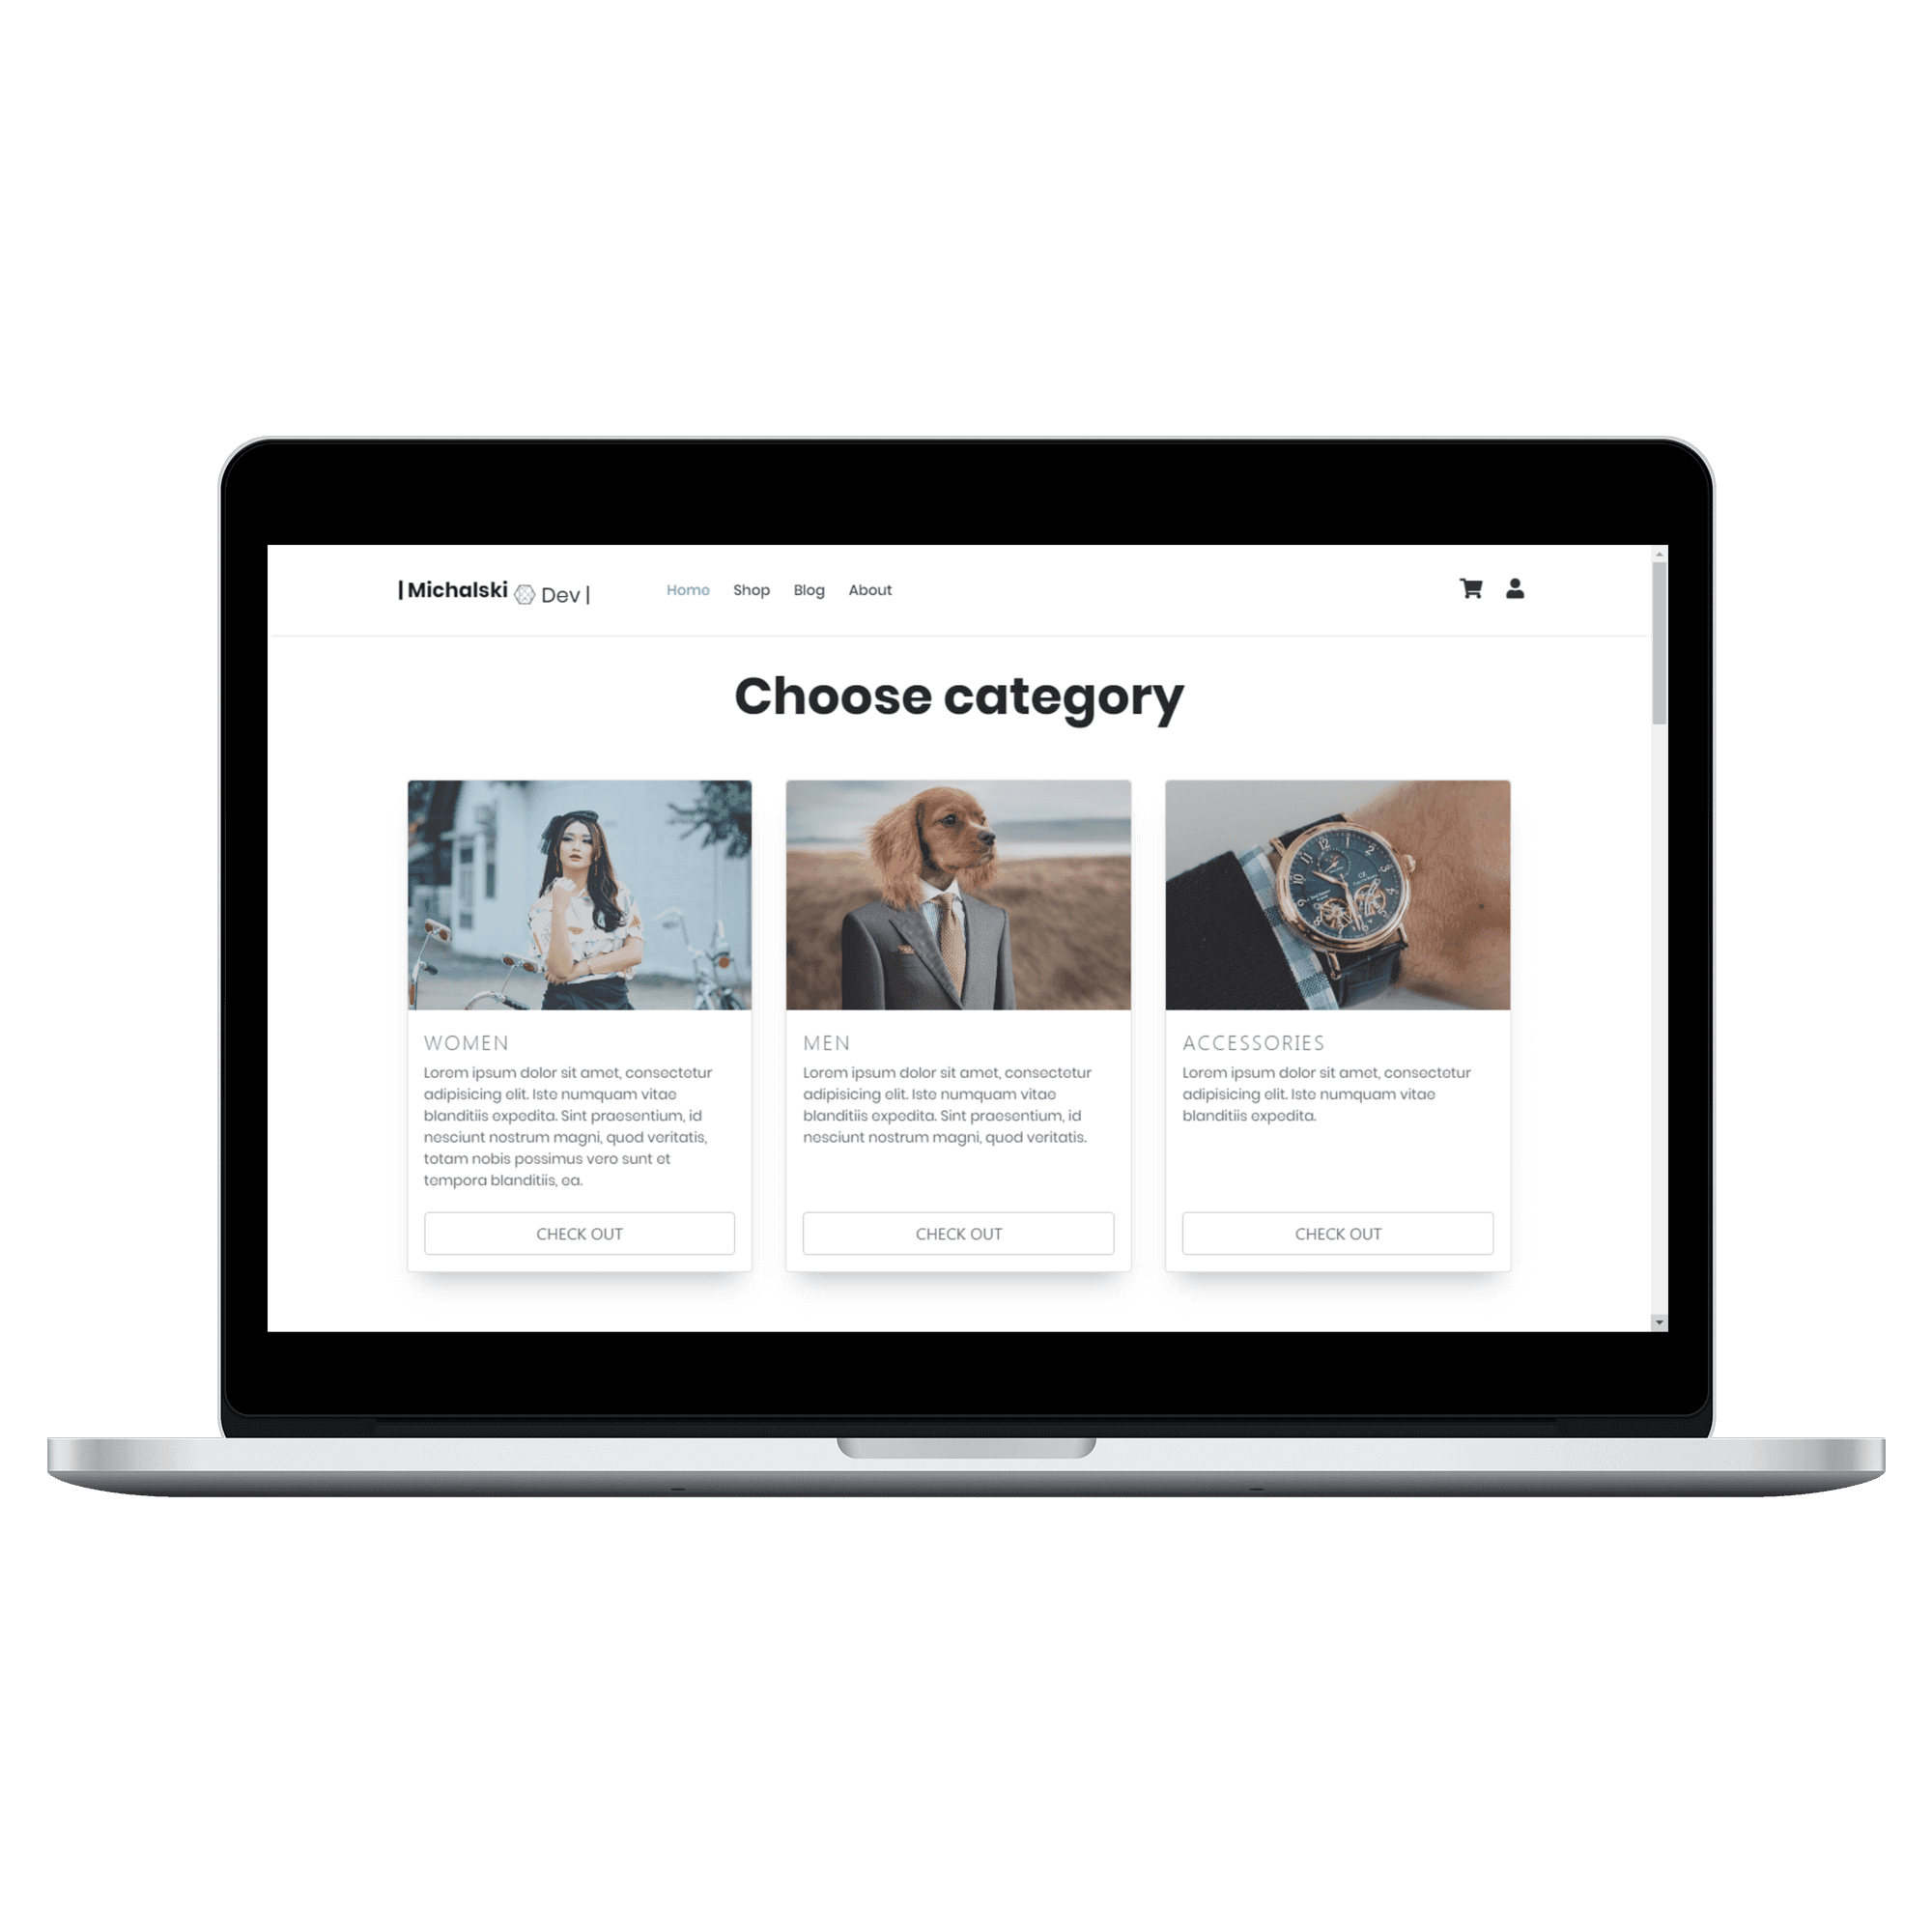 | Michalski Dev |
Home Shop Blog About
Choose category
WOMEN
Lorem ipsum dolor sit amet, consectetur
adipisicing elit. Iste numquam vitae
blanditiis expedita. Sint praesentium, id
nesciunt nostrum magni, quod veritatis,
totam nobis possimus vero sunt et
tempora blanditiis, ea.
CHECK OUT
MEN
Lorem ipsum dolor sit amet, consectetur
adipisicing elit. Iste numquam vitae
blanditiis expedita. Sint praesentium, id
nesciunt nostrum magni, quod veritatis.
CHECK OUT
ACCESSORIES
Lorem ipsum dolor sit amet, consectetur
adipisicing elit. Iste numquam vitae
blanditiis expedita.
CHECK OUT